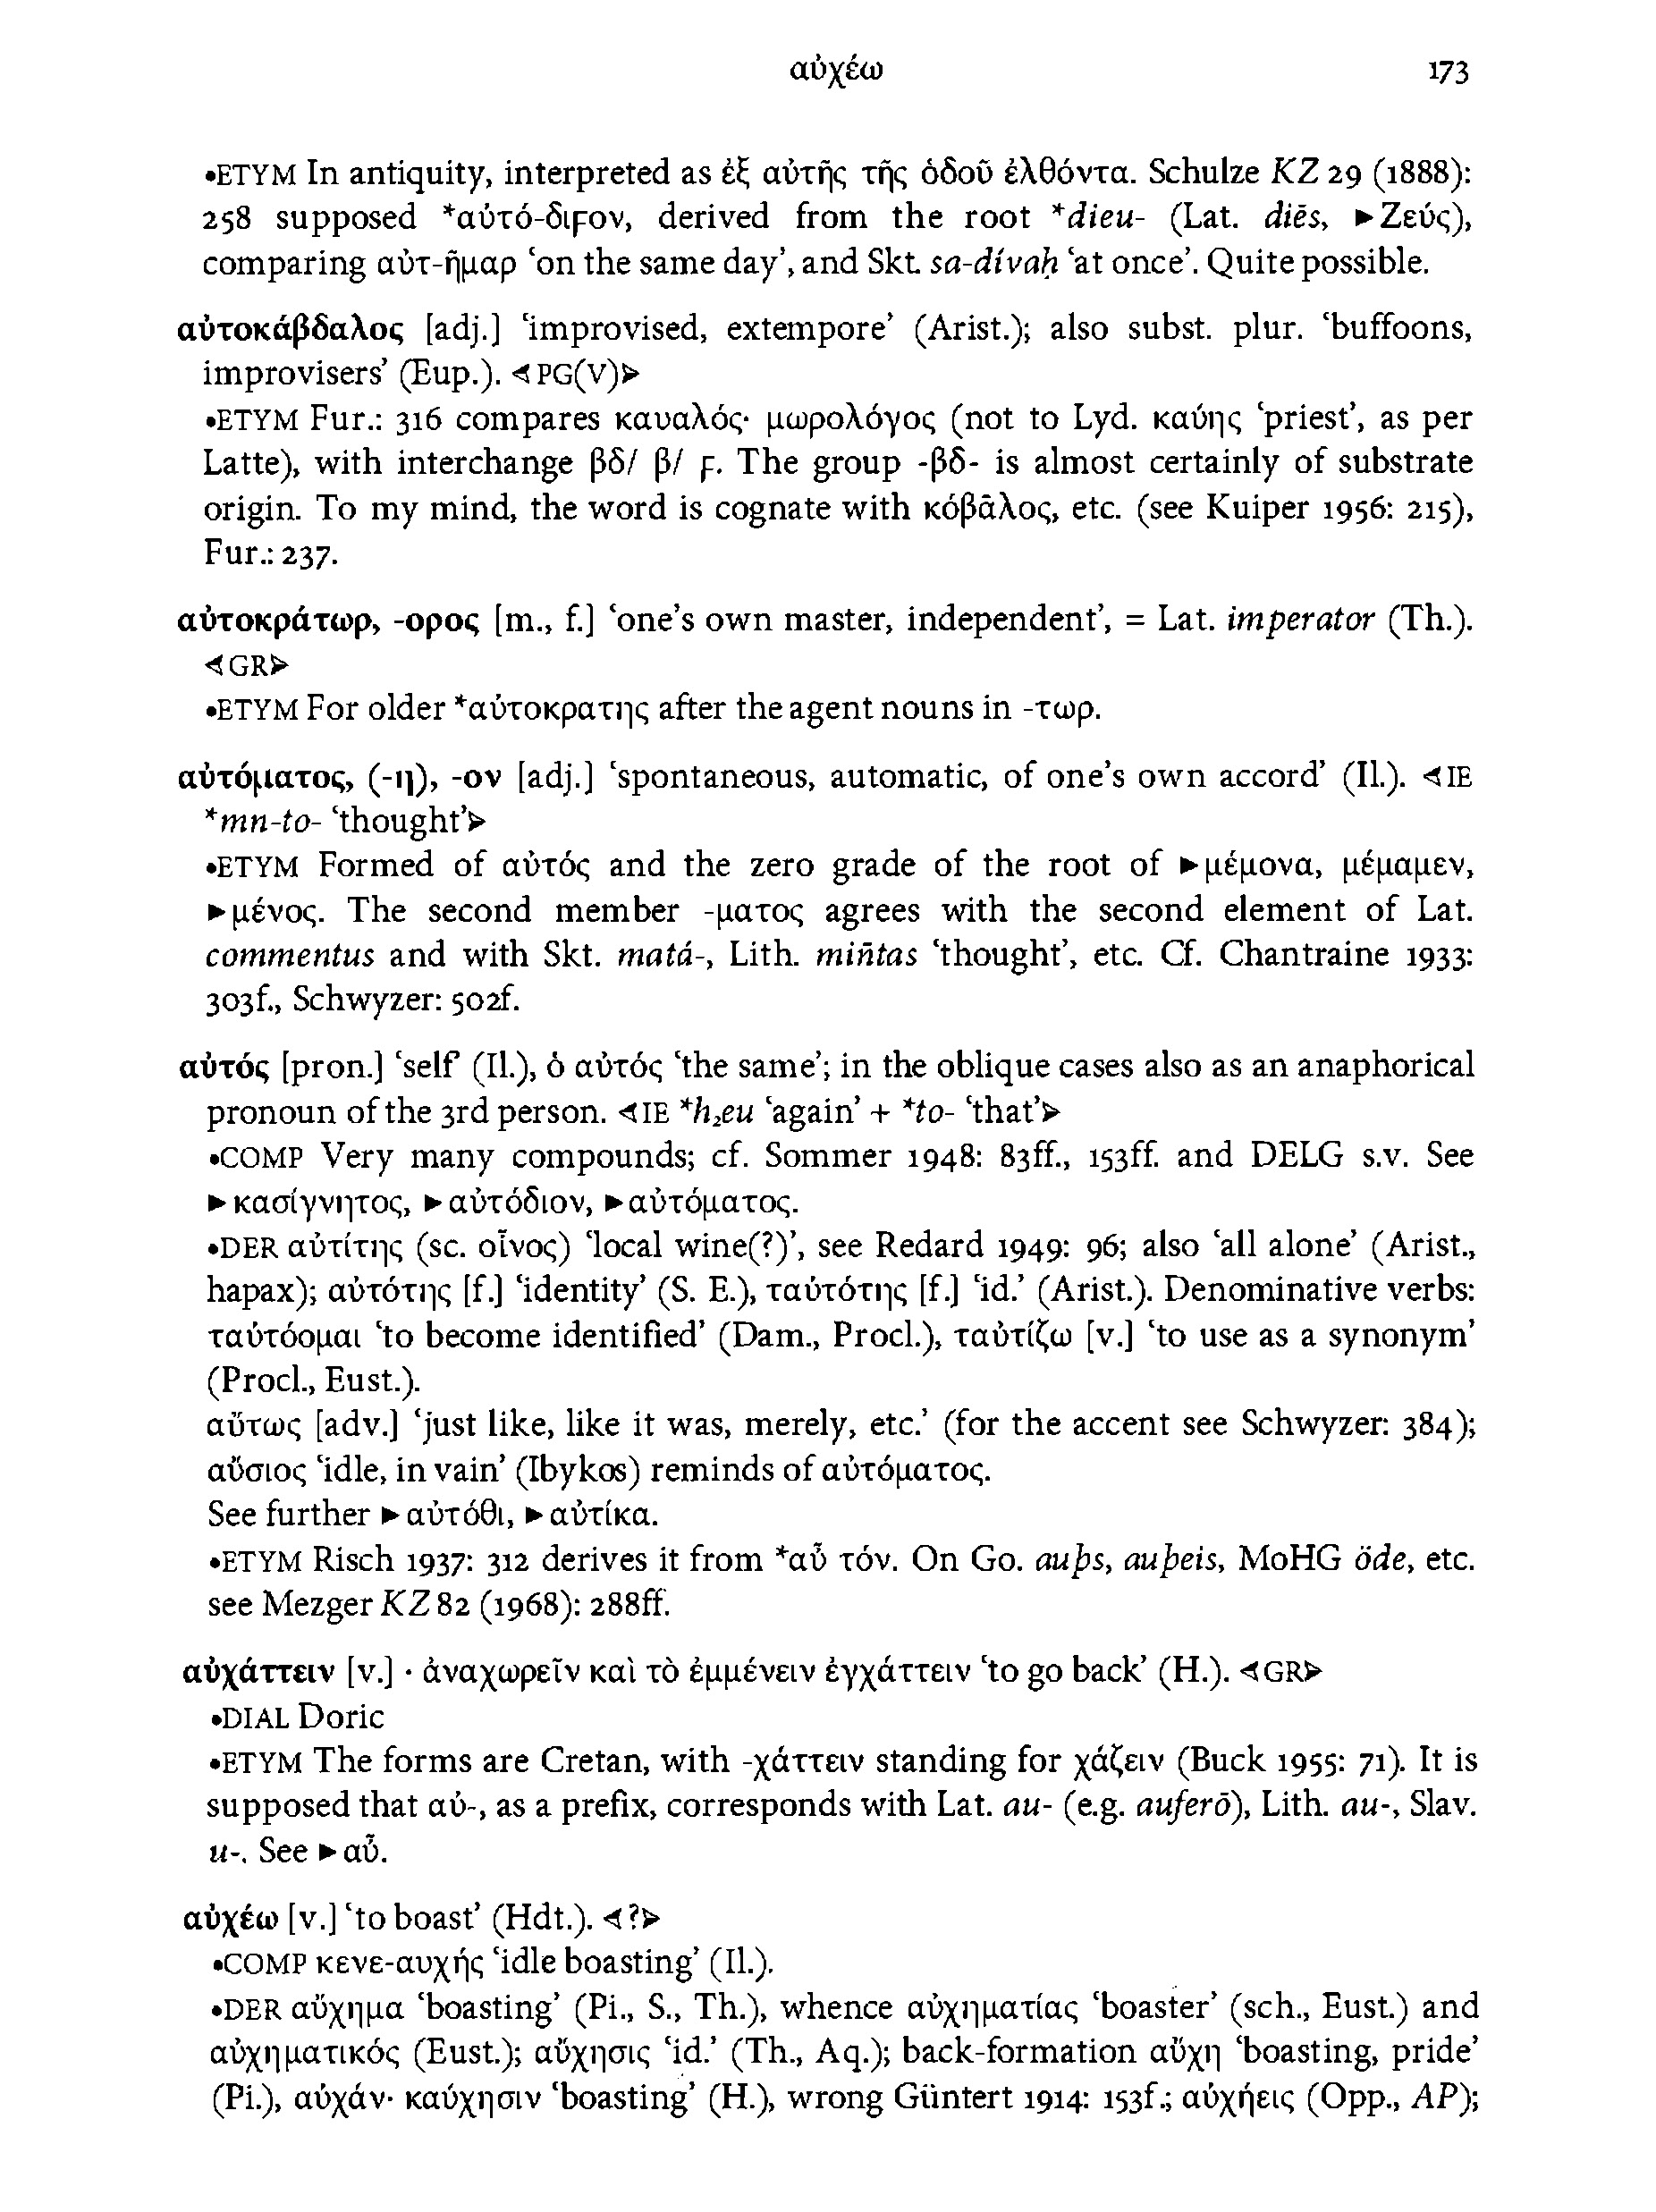 αὐχέω 173
•ETYM In antiquity, interpreted as ἐξ αὐτῆς τῆς ὁδοῦ ἐλθόντα. Schulze KZ 29 (1888):
258 supposed *αὐτό-διϝον, derived from the root *dieu- (Lat. diēs, ►Ζεύς),
comparing αὐτ-ῆμαρ ‘on the same day’, and Skt. sa-dívaḥ ‘at once’. Quite possible.
αὐτοκάβδαλος [adj.] ‘improvised, extempore’ (Arist.); also subst. plur. ‘buffoons,
improvisers’ (Eup.). ◁PG(V)▷
•ETYM Fur.: 316 compares καυαλός· μωρολόγος (not to Lyd. καύης ‘priest’, as per
Latte), with interchange βδ/ β/ ϝ. The group -βδ- is almost certainly of substrate
origin. To my mind, the word is cognate with κόβᾱλος, etc. (see Kuiper 1956: 215),
Fur.: 237.
αὐτοκράτωρ, -ορος [m., f.] ‘one’s own master, independent’, = Lat. imperator (Th.).
◁GR▷
•ETYM For older *αὐτοκρατης after the agent nouns in -τωρ.
αὐτόματος, (-η), -ον [adj.] ‘spontaneous, automatic, of one’s own accord’ (Il.). ◁IE
*mn-to- ‘thought’▷
•ETYM Formed of αὐτός and the zero grade of the root of ►μέμονα, μέμαμεν,
►μένος. The second member -ματος agrees with the second element of Lat.
commentus and with Skt. matá-, Lith. miñtas ‘thought’, etc. Cf. Chantraine 1933:
303f., Schwyzer: 502f.
αὐτός [pron.] ‘self’ (Il.), ὁ αὐτός ‘the same’; in the oblique cases also as an anaphorical
pronoun of the 3rd person. ◁IE *h₂eu ‘again’ + *to- ‘that’▷
•COMP Very many compounds; cf. Sommer 1948: 83ff., 153ff. and DELG s.v. See
►κασίγνητος, ►αὐτόδιον, ►αὐτόματος.
•DER αὐτίτης (sc. οἶνος) ‘local wine(?)’, see Redard 1949: 96; also ‘all alone’ (Arist.,
hapax); αὐτότης [f.] ‘identity’ (S. E.), ταὐτότης [f.] ‘id.’ (Arist.). Denominative verbs:
ταὐτόομαι ‘to become identified’ (Dam., Procl.), ταὐτίζω [v.] ‘to use as a synonym’
(Procl., Eust.).
αὔτως [adv.] ‘just like, like it was, merely, etc.’ (for the accent see Schwyzer: 384);
αὔσιος ‘idle, in vain’ (Ibykos) reminds of αὐτόματος.
See further ►αὐτόθι, ►αὐτίκα.
•ETYM Risch 1937: 312 derives it from *αὖ τόν. On Go. auþs, auþeis, MoHG öde, etc.
see Mezger KZ 82 (1968): 288ff.
αὐχάττειν [v.] · ἀναχωρεῖν καὶ τὸ ἐμμένειν ἐγχάττειν ‘to go back’ (H.). ◁GR▷
•DIAL Doric
•ETYM The forms are Cretan, with -χάττειν standing for χάζειν (Buck 1955: 71). It is
supposed that αὐ-, as a prefix, corresponds with Lat. au- (e.g. auferō), Lith. au-, Slav.
u-. See ►αὖ.
αὐχέω [v.] ‘to boast’ (Hdt.). ◁?▷
•COMP κενε-αυχής ‘idle boasting’ (Il.).
•DER αὔχημα ‘boasting’ (Pi., S., Th.), whence αὐχηματίας ‘boaster’ (sch., Eust.) and
αὐχηματικός (Eust.); αὔχησις ‘id.’ (Th., Aq.); back-formation αὔχη ‘boasting, pride’
(Pi.), αὐχάν· καύχησιν ‘boasting’ (H.), wrong Güntert 1914: 153f.; αὐχήεις (Opp., AP);